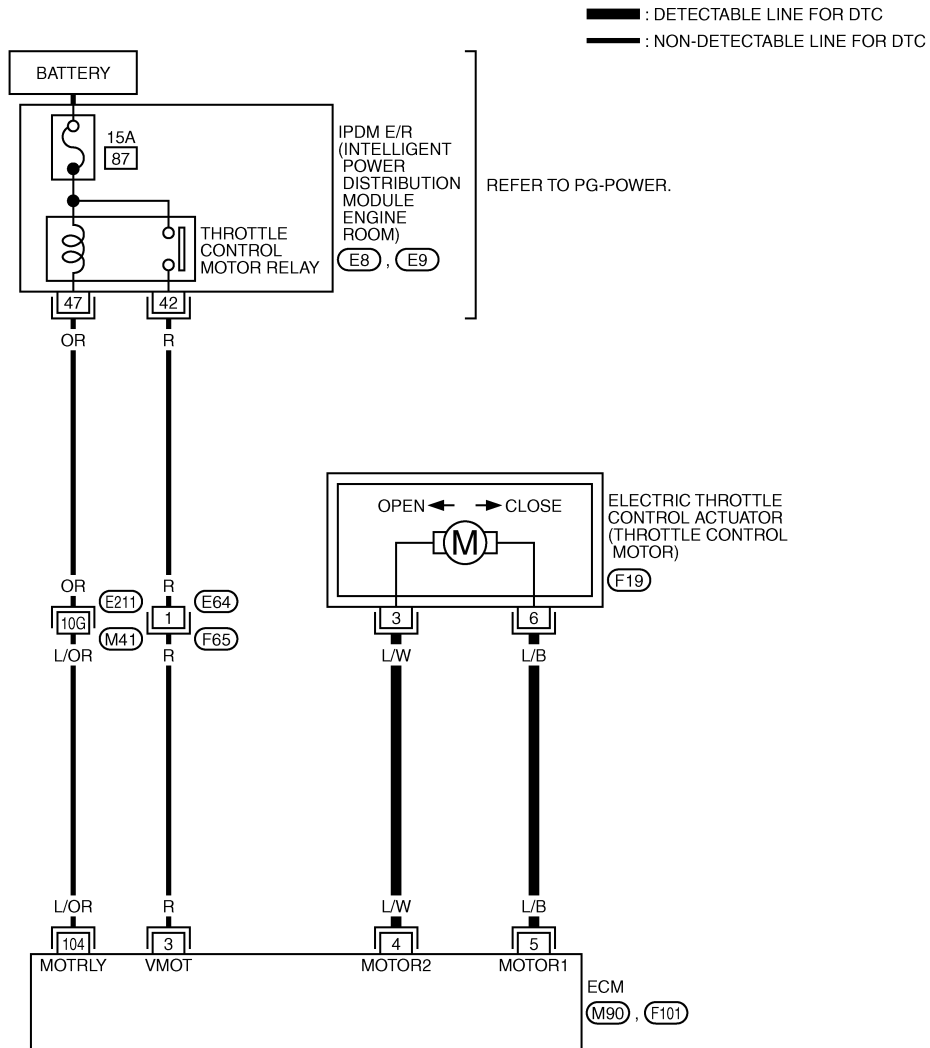 : DETECTABLE LINE FOR DTC
: NON-DETECTABLE LINE FOR DTC
BATTERY
15A
87
IPDM E/R
(INTELLIGENT
POWER
DISTRIBUTION
MODULE
ENGINE
ROOM)
E8 , E9
REFER TO PG-POWER.
THROTTLE
CONTROL
MOTOR RELAY
47
42
OR
R
OPEN
CLOSE
M
ELECTRIC THROTTLE
CONTROL ACTUATOR
(THROTTLE CONTROL
MOTOR)
F19
OR
R
10G
E211
M41
1
E64
F65
3
6
L/OR
R
L/W
L/B
L/OR
R
L/W
L/B
104
3
4
5
MOTRLY
VMOT
MOTOR2
MOTOR1
ECM
M90 , F101